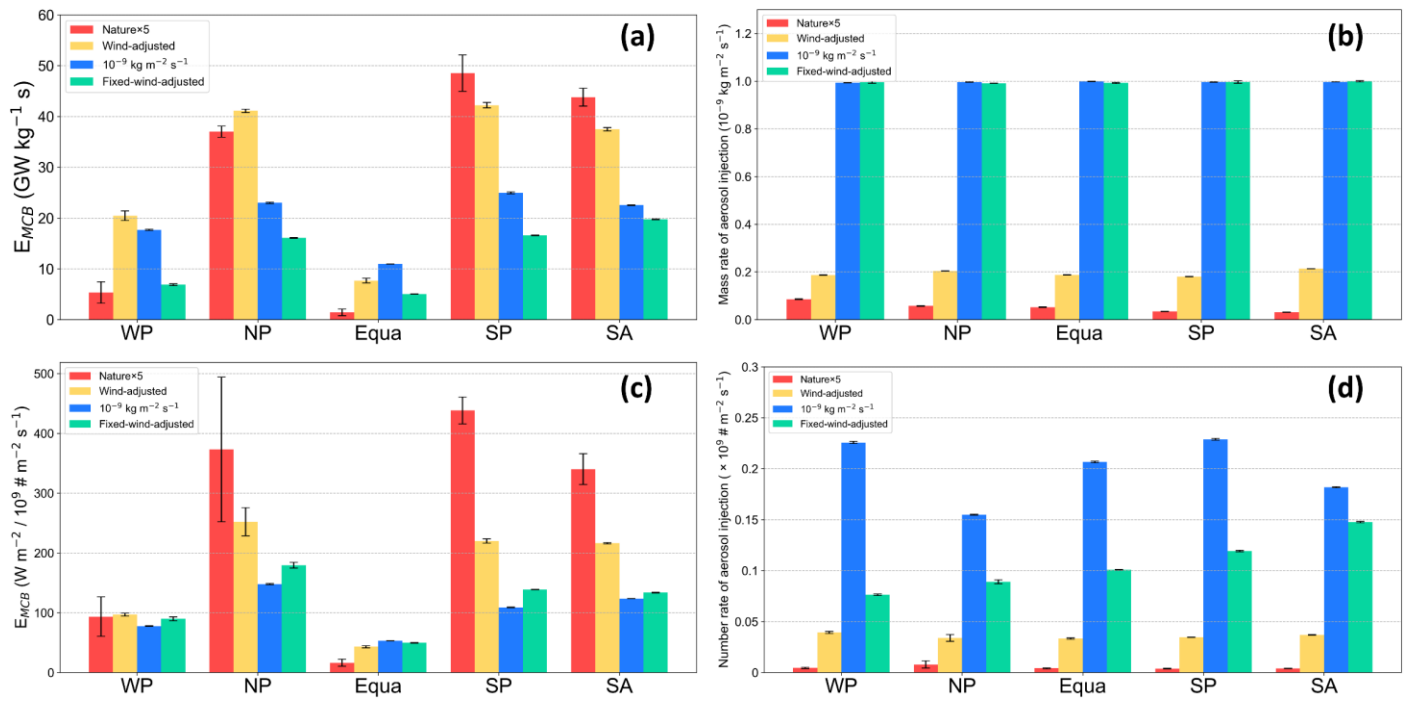 (a)
Nature×5
Wind-adjusted
10⁻⁹ kg m⁻² s⁻¹
Fixed-wind-adjusted
E_MCB (GW kg⁻¹ s)
60
50
40
30
20
10
0
WP NP Equa SP SA
(b)
Nature×5
Wind-adjusted
10⁻⁹ kg m⁻² s⁻¹
Fixed-wind-adjusted
Mass rate of aerosol injection (10⁻⁹ kg m⁻² s⁻¹)
1.2
1.0
0.8
0.6
0.4
0.2
0.0
WP NP Equa SP SA
(c)
Nature×5
Wind-adjusted
10⁻⁹ kg m⁻² s⁻¹
Fixed-wind-adjusted
E_MCB (W m⁻² / 10⁹ # m⁻² s⁻¹)
500
400
300
200
100
0
WP NP Equa SP SA
(d)
Nature×5
Wind-adjusted
10⁻⁹ kg m⁻² s⁻¹
Fixed-wind-adjusted
Number rate of aerosol injection ( × 10⁹ # m⁻² s⁻¹)
0.3
0.25
0.2
0.15
0.1
0.05
0
WP NP Equa SP SA